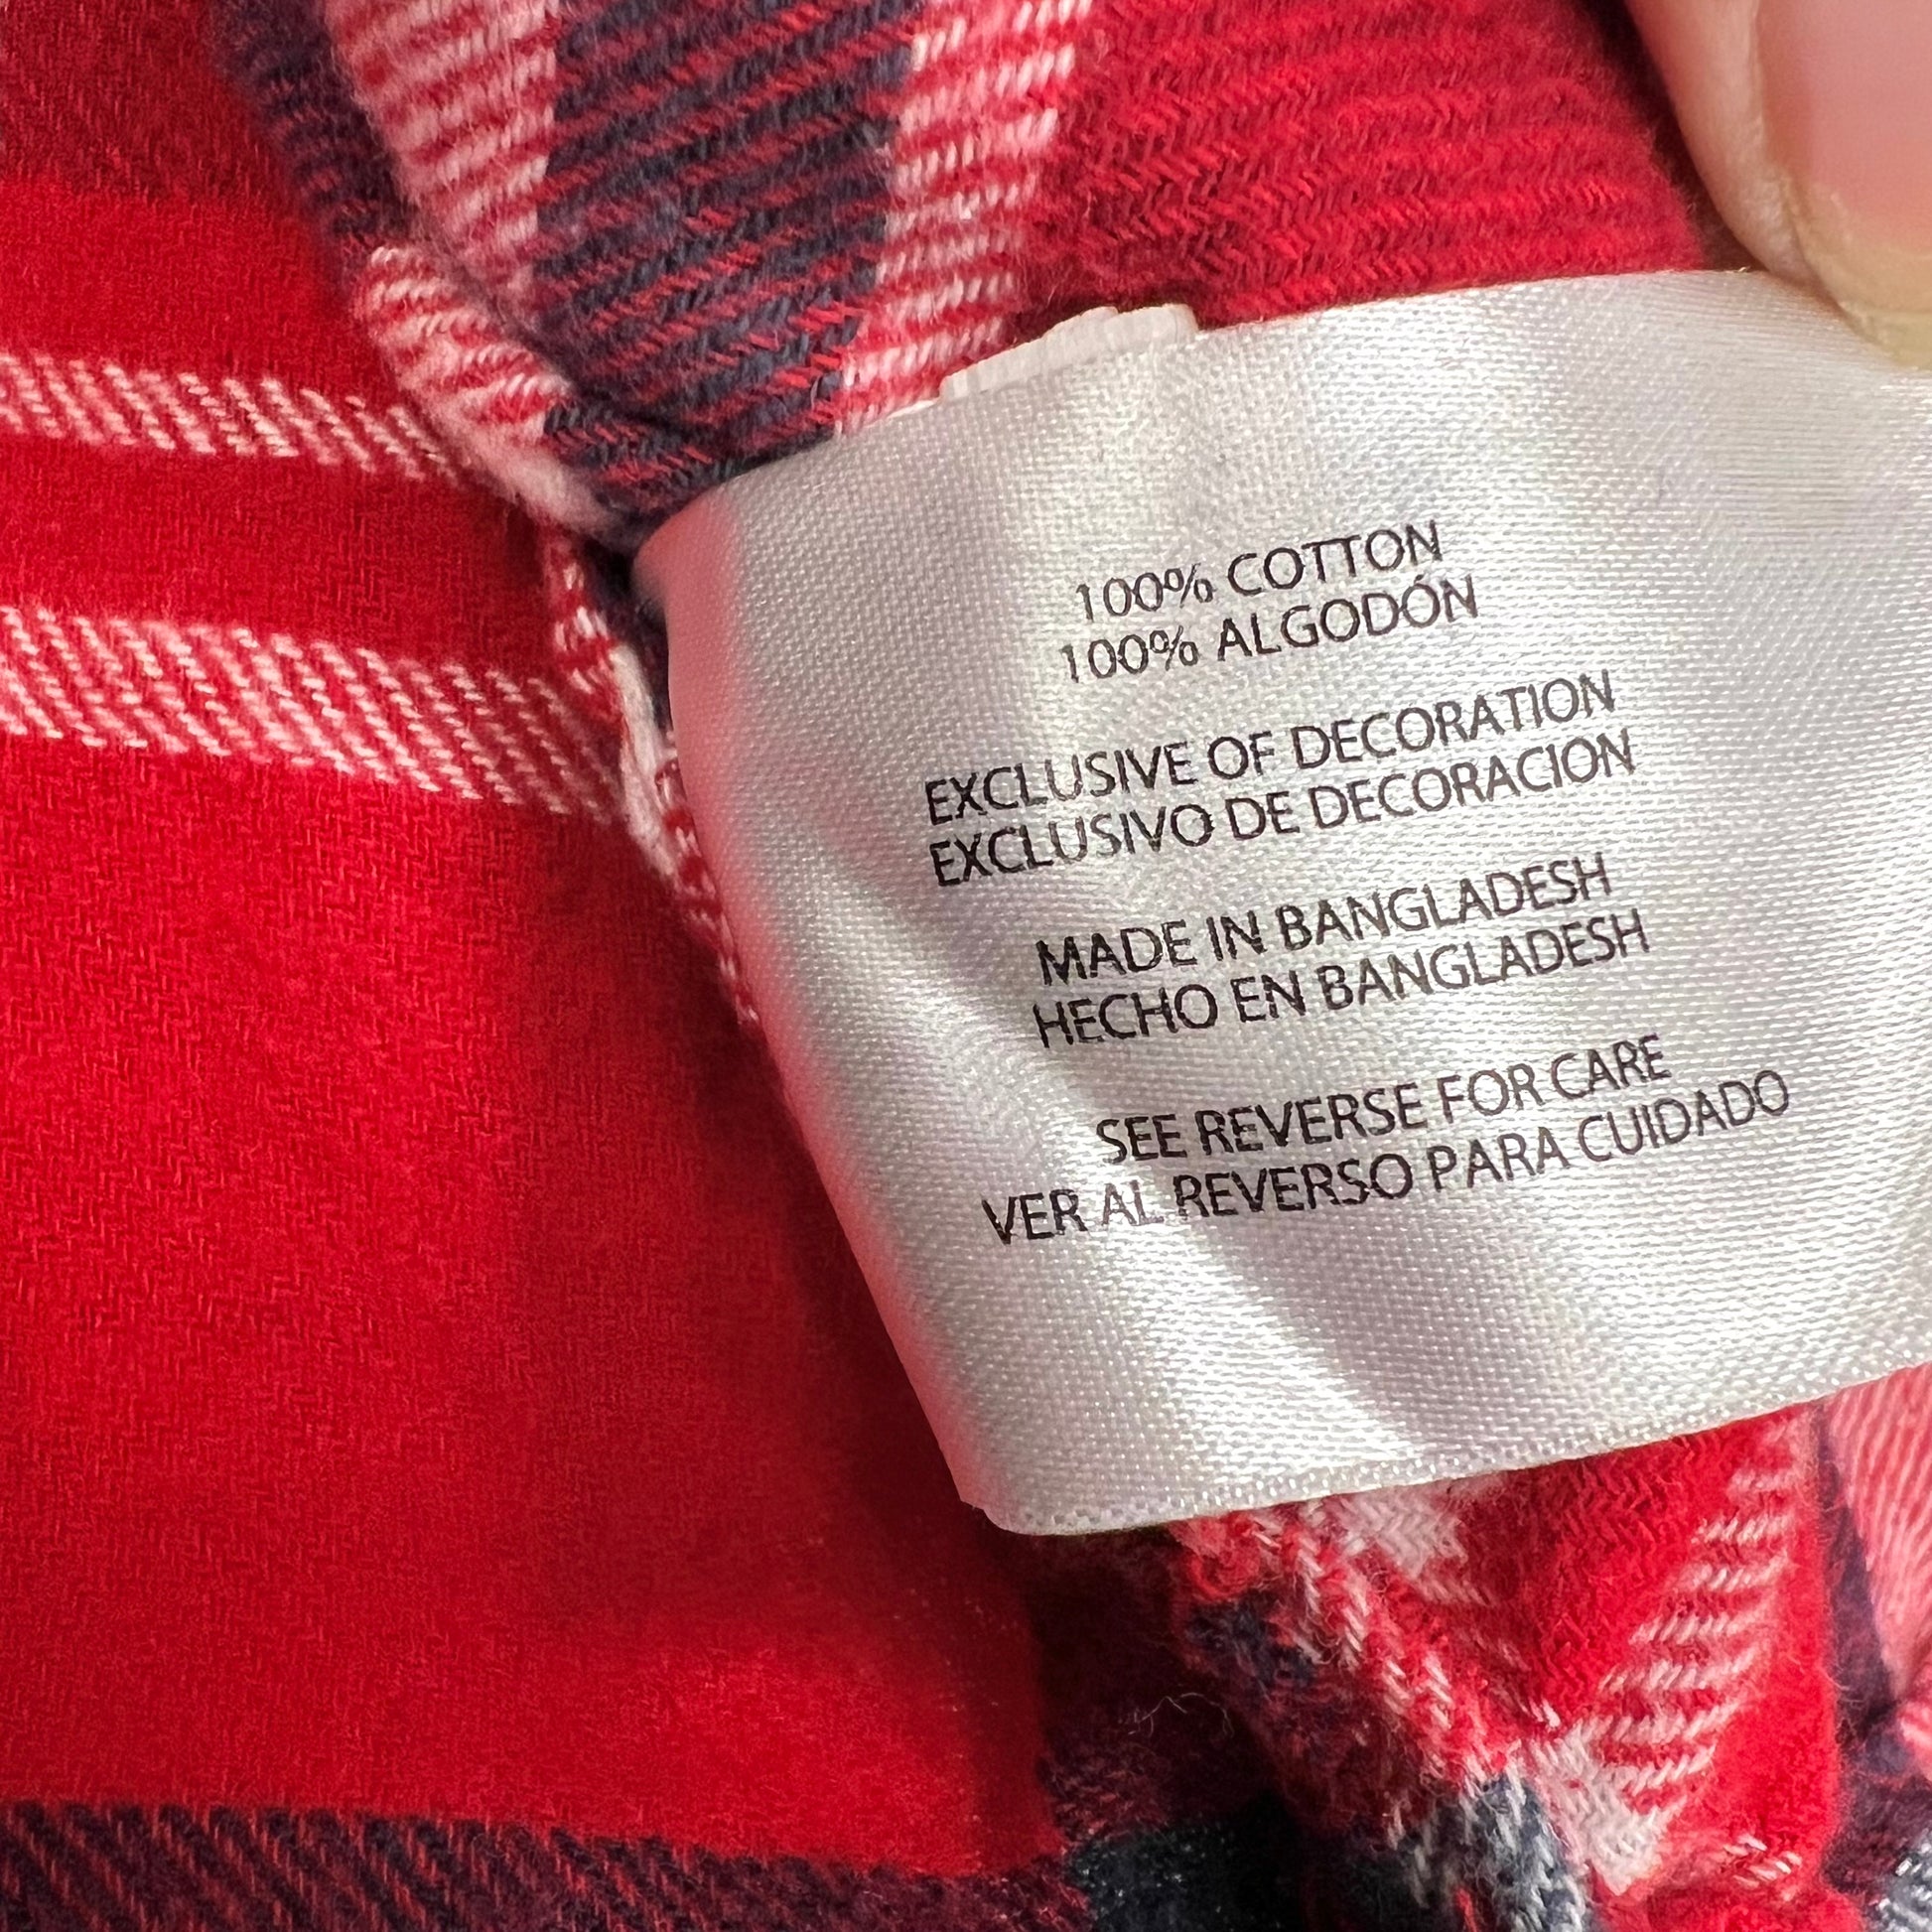 100% COTTON
100% ALGODÓN
EXCLUSIVE OF DECORATION
EXCLUSIVO DE DECORACION
MADE IN BANGLADESH
HECHO EN BANGLADESH
SEE REVERSE FOR CARE
VER AL REVERSO PARA CUIDADO